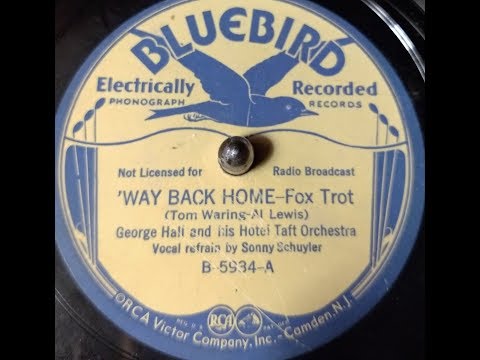 BLUEBIRD
Electrically Recorded
PHONOGRAPH RECORDS
Not Licensed for Radio Broadcast
'WAY BACK HOME-Fox Trot
(Tom Waring-Al Lewis)
George Hall and his Hotel Taft Orchestra
Vocal refrain by Sonny Schuyler
B-5934-A
RCA
RCA Victor Company, Inc.-Camden, N.J.